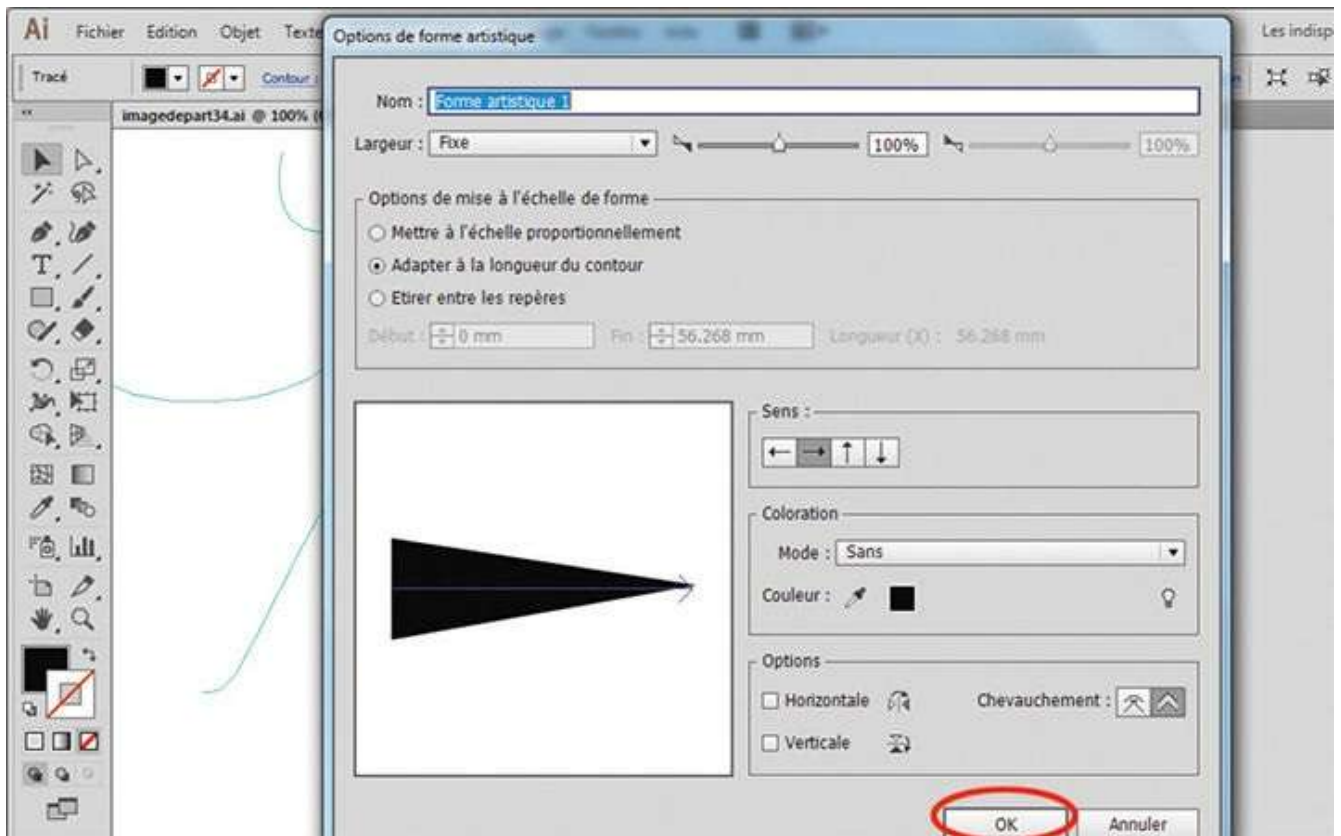 Ai Fichier Edition Objet Texte
Options de forme artistique
Les indisp
Tracé
Contour :
imagedepart34.ai @ 100% (
Nom : Forme artistique 1
Largeur : Fixe 100% 100%
Options de mise à l'échelle de forme
Mettre à l'échelle proportionnellement
Adapter à la longueur du contour
Etirer entre les repères
Début : 0 mm Fin : 56.268 mm Longueur (X) : 56.268 mm
Sens :
Coloration
Mode : Sans
Couleur :
Options
Horizontale Chevauchement :
Verticale
OK Annuler